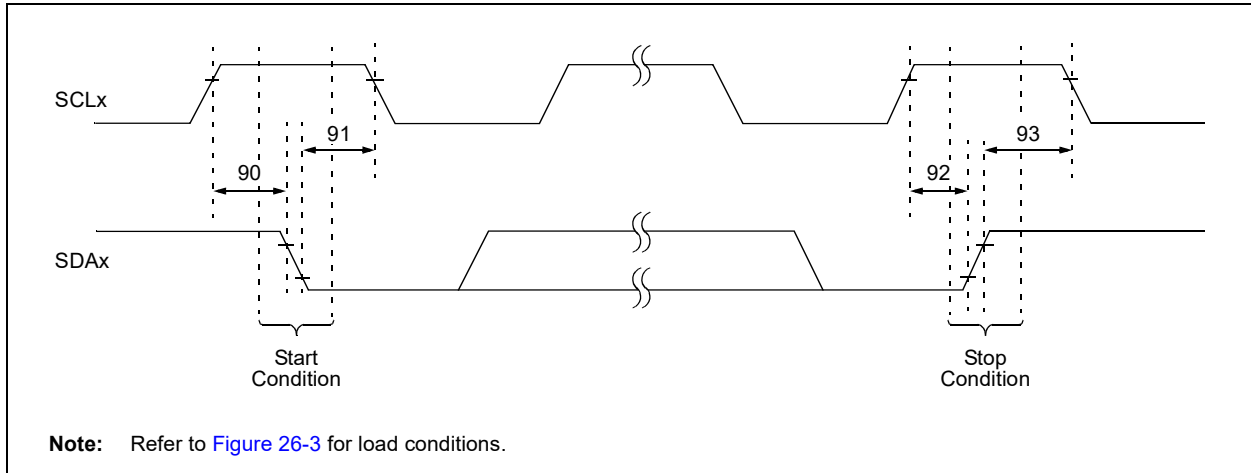 SCLx
91
93
90
92
SDAx
Start
Condition
Stop
Condition
Note: Refer to Figure 26-3 for load conditions.